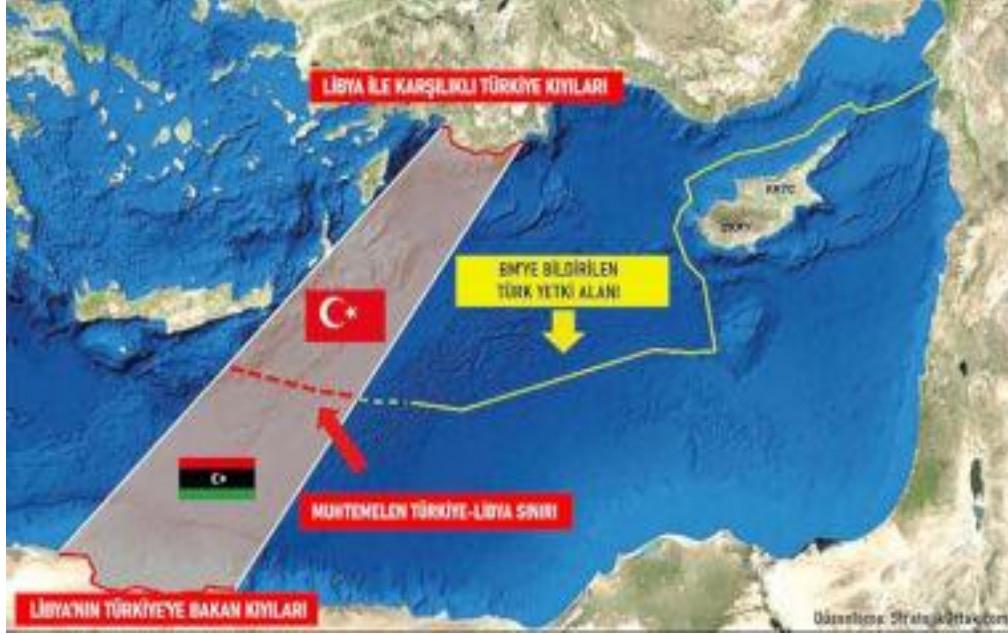 LİBYA İLE KARŞILIKLI TÜRKİYE KIYILARI
KKTC
BM'YE BİLDİRİLEN
TÜRK YETKİ ALANI
MUHTEMELEN TÜRKİYE-LİBYA SINIRI
LİBYA'NIN TÜRKİYE'YE BAKAN KIYILARI
Düzenleme: